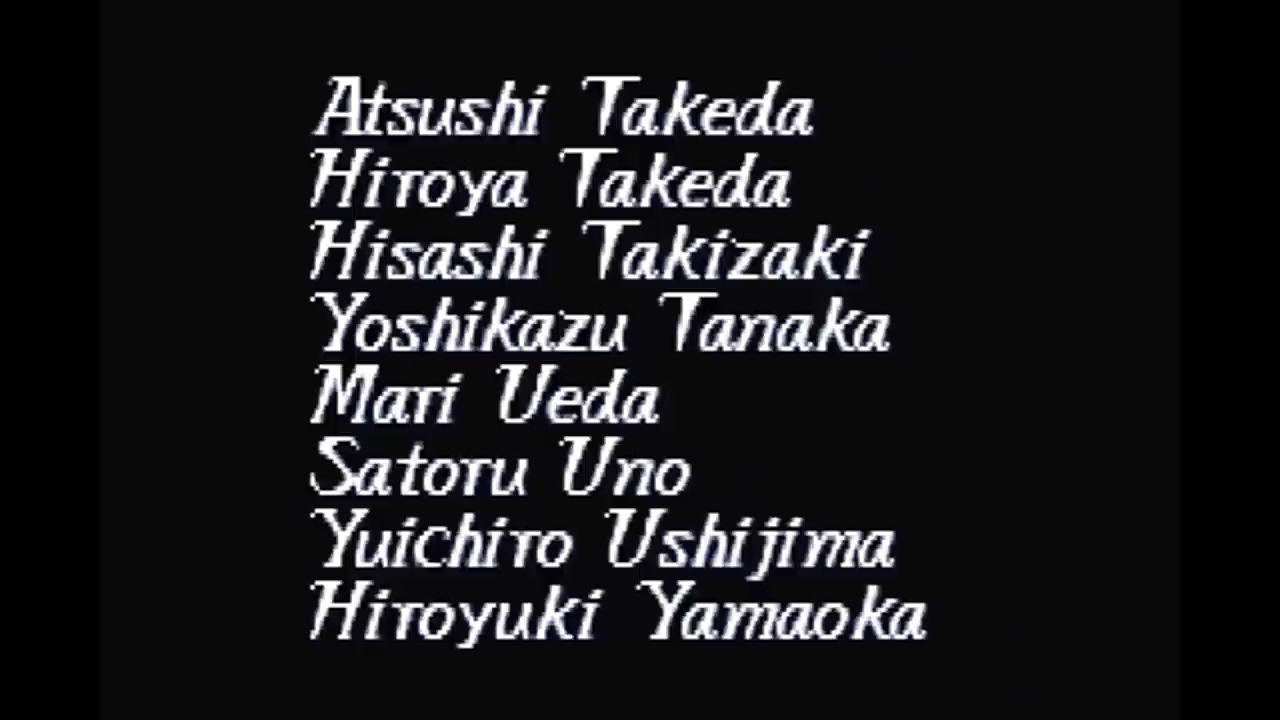 Atsushi Takeda
Hiroya Takeda
Hisashi Takizaki
Yoshikazu Tanaka
Mari Ueda
Satoru Uno
Yuichiro Ushijima
Hiroyuki Yamaoka